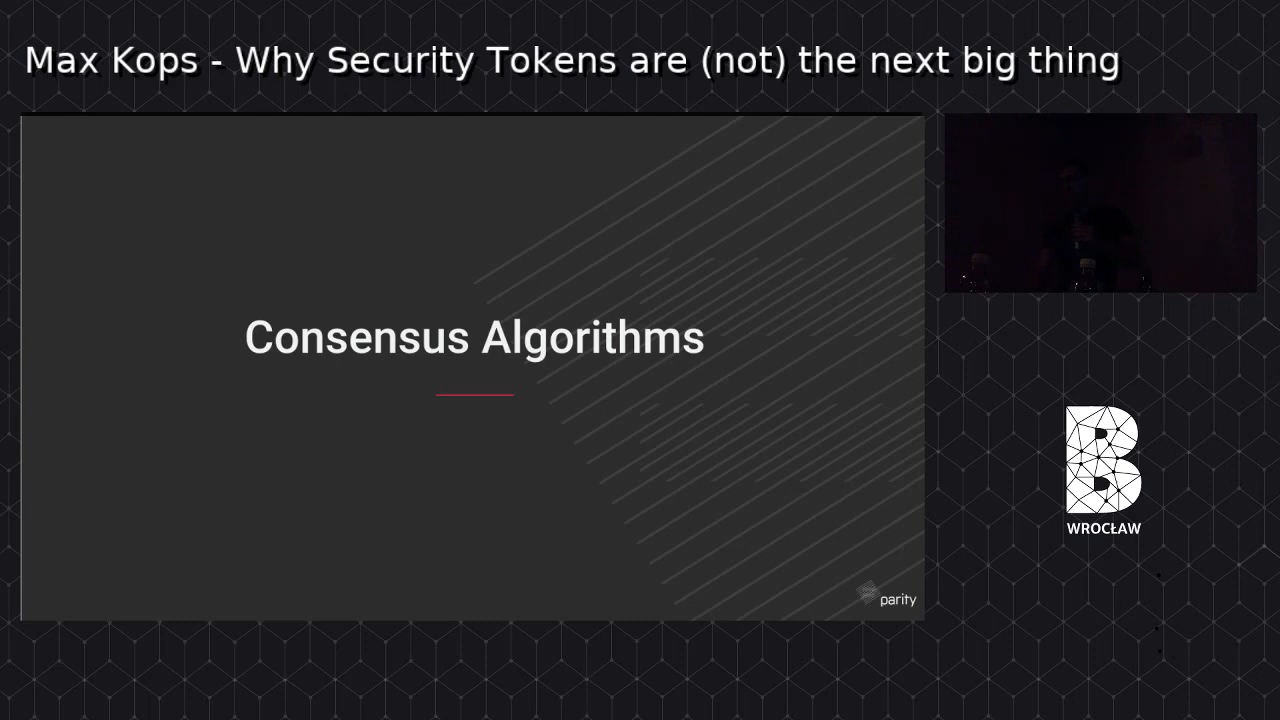 Max Kops - Why Security Tokens are (not) the next big thing
Consensus Algorithms
parity
B
WROCŁAW